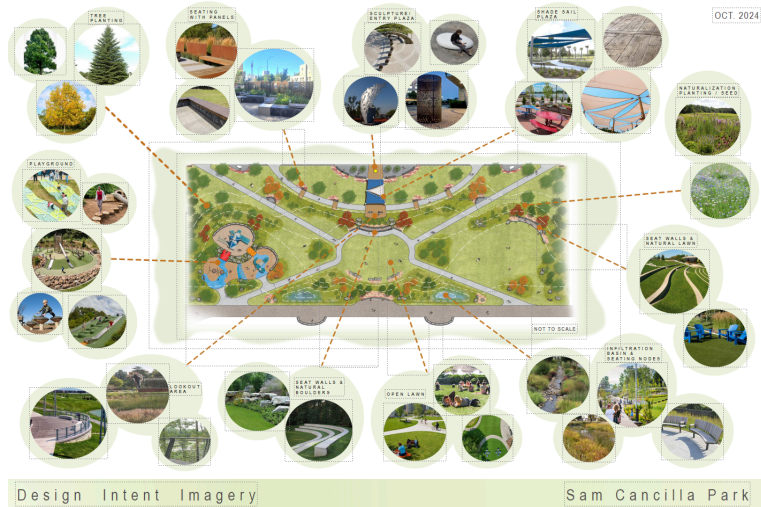 TREE
PLANTING
SEATING
WITH PANELS
SCULPTURE/
ENTRY PLAZA
SHADE SAIL
PLAZA
OCT. 2024
NATURALIZATION
PLANTING / SEED
PLAYGROUND
SEAT WALLS &
NATURAL LAWN
NOT TO SCALE
LOOKOUT
AREA
SEAT WALLS &
NATURAL
BOULDERS
OPEN LAWN
INFILTRATION
BASIN &
SEATING NODES
Design Intent Imagery
Sam Cancilla Park